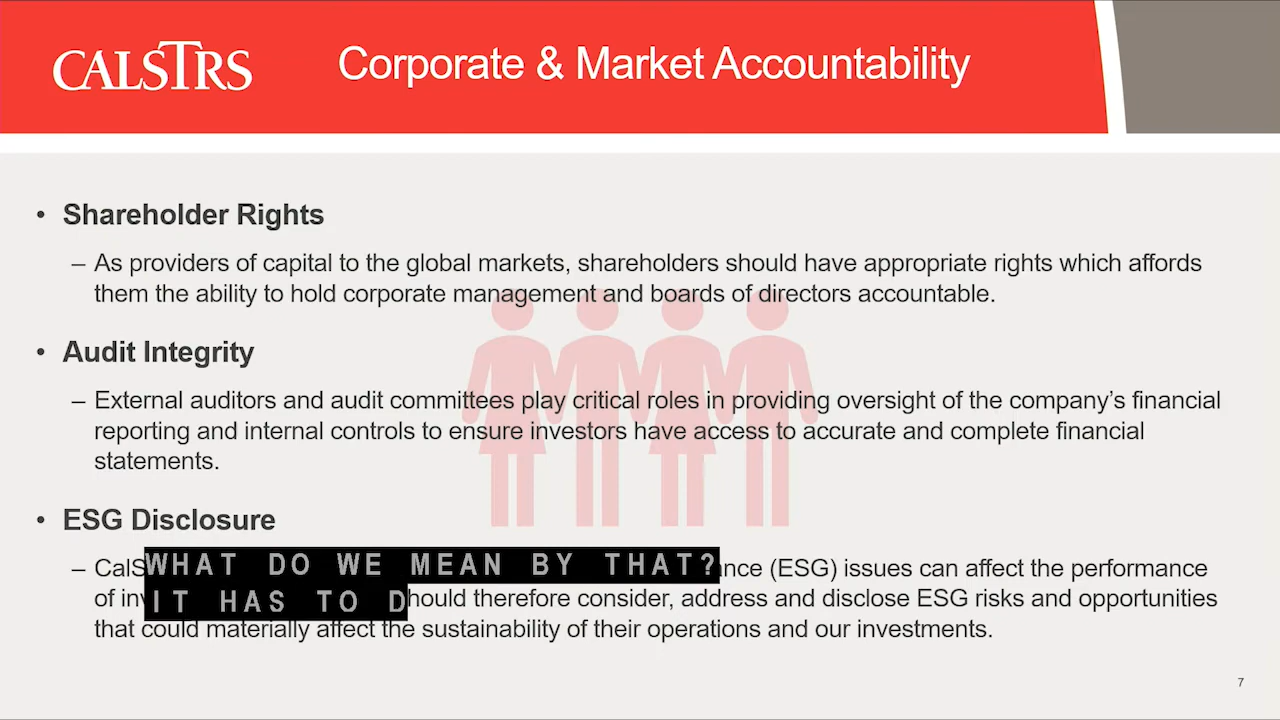 CALSTRS
Corporate & Market Accountability
• Shareholder Rights
– As providers of capital to the global markets, shareholders should have appropriate rights which affords
them the ability to hold corporate management and boards of directors accountable.
• Audit Integrity
– External auditors and audit committees play critical roles in providing oversight of the company’s financial
reporting and internal controls to ensure investors have access to accurate and complete financial
statements.
• ESG Disclosure
– (ESG) issues can affect the performance
WHAT DO WE MEAN BY THAT?
of therefore consider, address and disclose ESG risks and opportunities
IT HAS TO D
that could materially affect the sustainability of their operations and our investments.
7